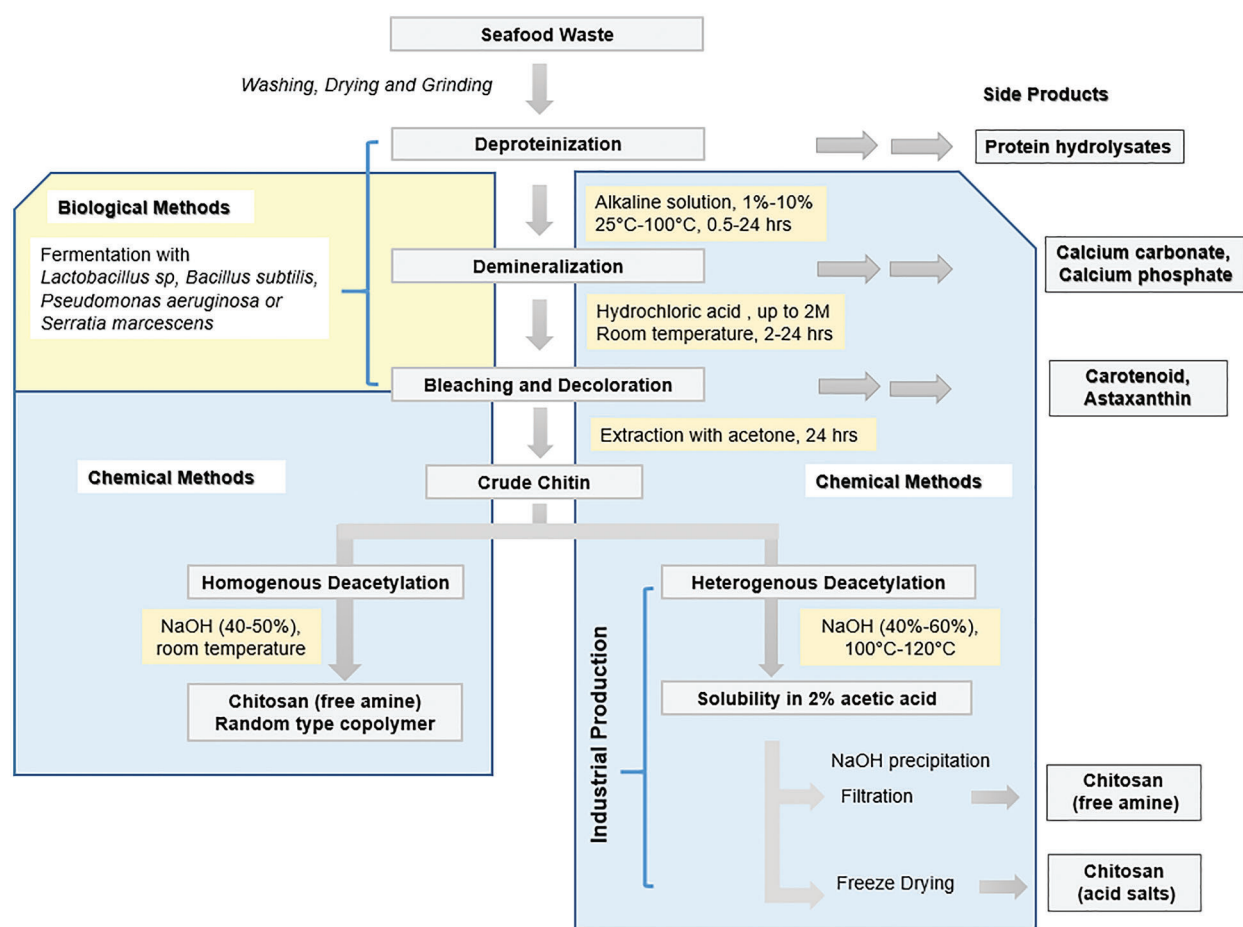 Seafood Waste
Washing, Drying and Grinding
Side Products
Deproteinization
Protein hydrolysates
Biological Methods
Fermentation with
Lactobacillus sp, Bacillus subtilis,
Pseudomonas aeruginosa or
Serratia marcescens
Alkaline solution, 1%-10%
25°C-100°C, 0.5-24 hrs
Demineralization
Calcium carbonate,
Calcium phosphate
Hydrochloric acid , up to 2M
Room temperature, 2-24 hrs
Bleaching and Decoloration
Carotenoid,
Astaxanthin
Extraction with acetone, 24 hrs
Chemical Methods
Crude Chitin
Chemical Methods
Homogenous Deacetylation
Heterogenous Deacetylation
NaOH (40-50%),
room temperature
NaOH (40%-60%),
100°C-120°C
Chitosan (free amine)
Random type copolymer
Solubility in 2% acetic acid
Industrial Production
NaOH precipitation
Filtration
Chitosan
(free amine)
Freeze Drying
Chitosan
(acid salts)